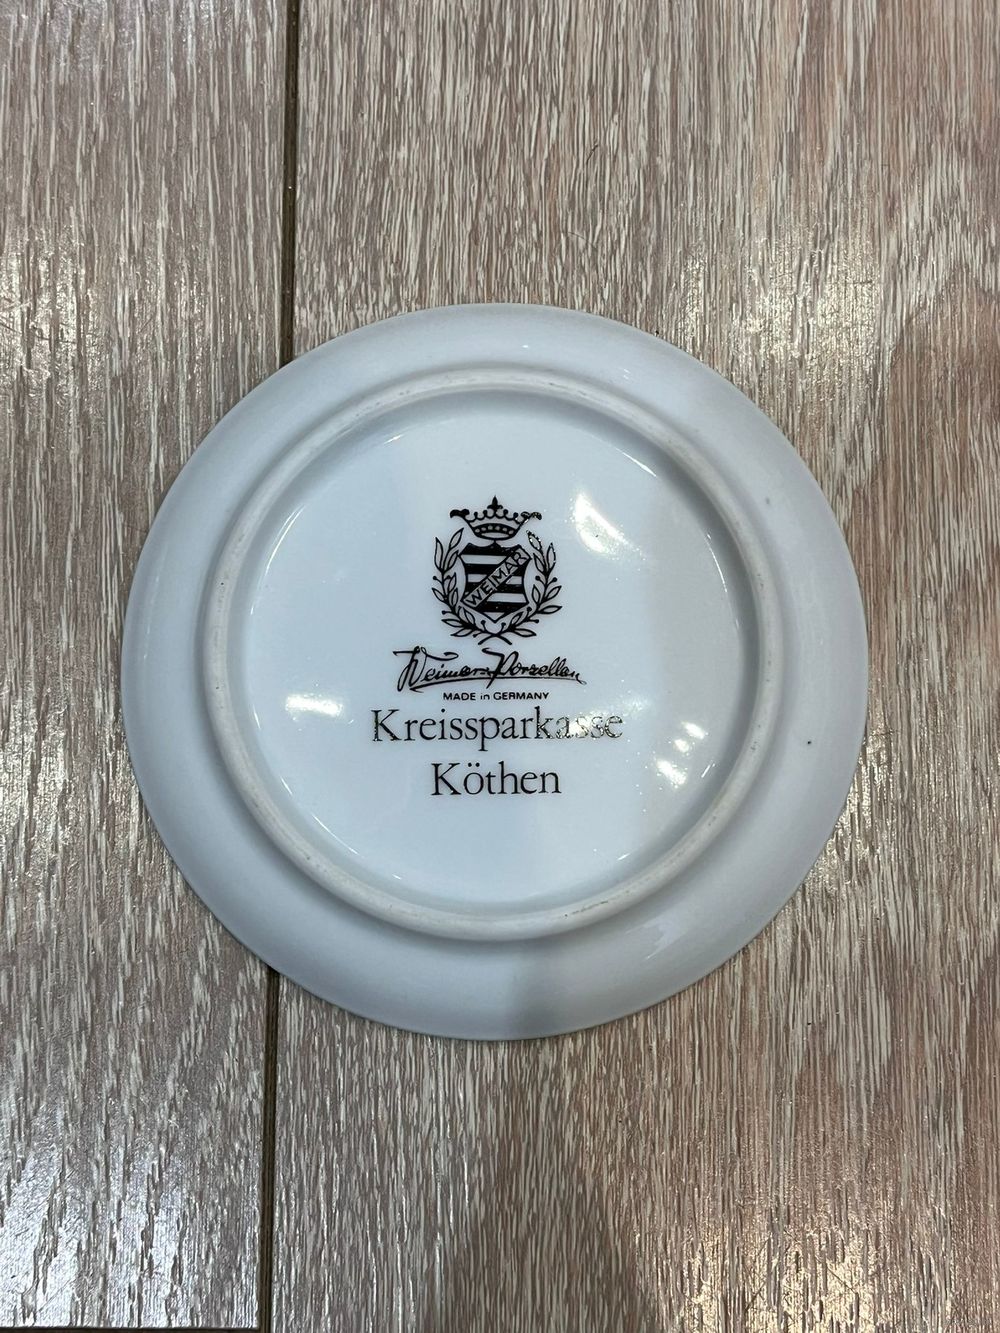 WEIMAR
Weimar Porzellan
MADE in GERMANY
Kreissparkasse
Köthen